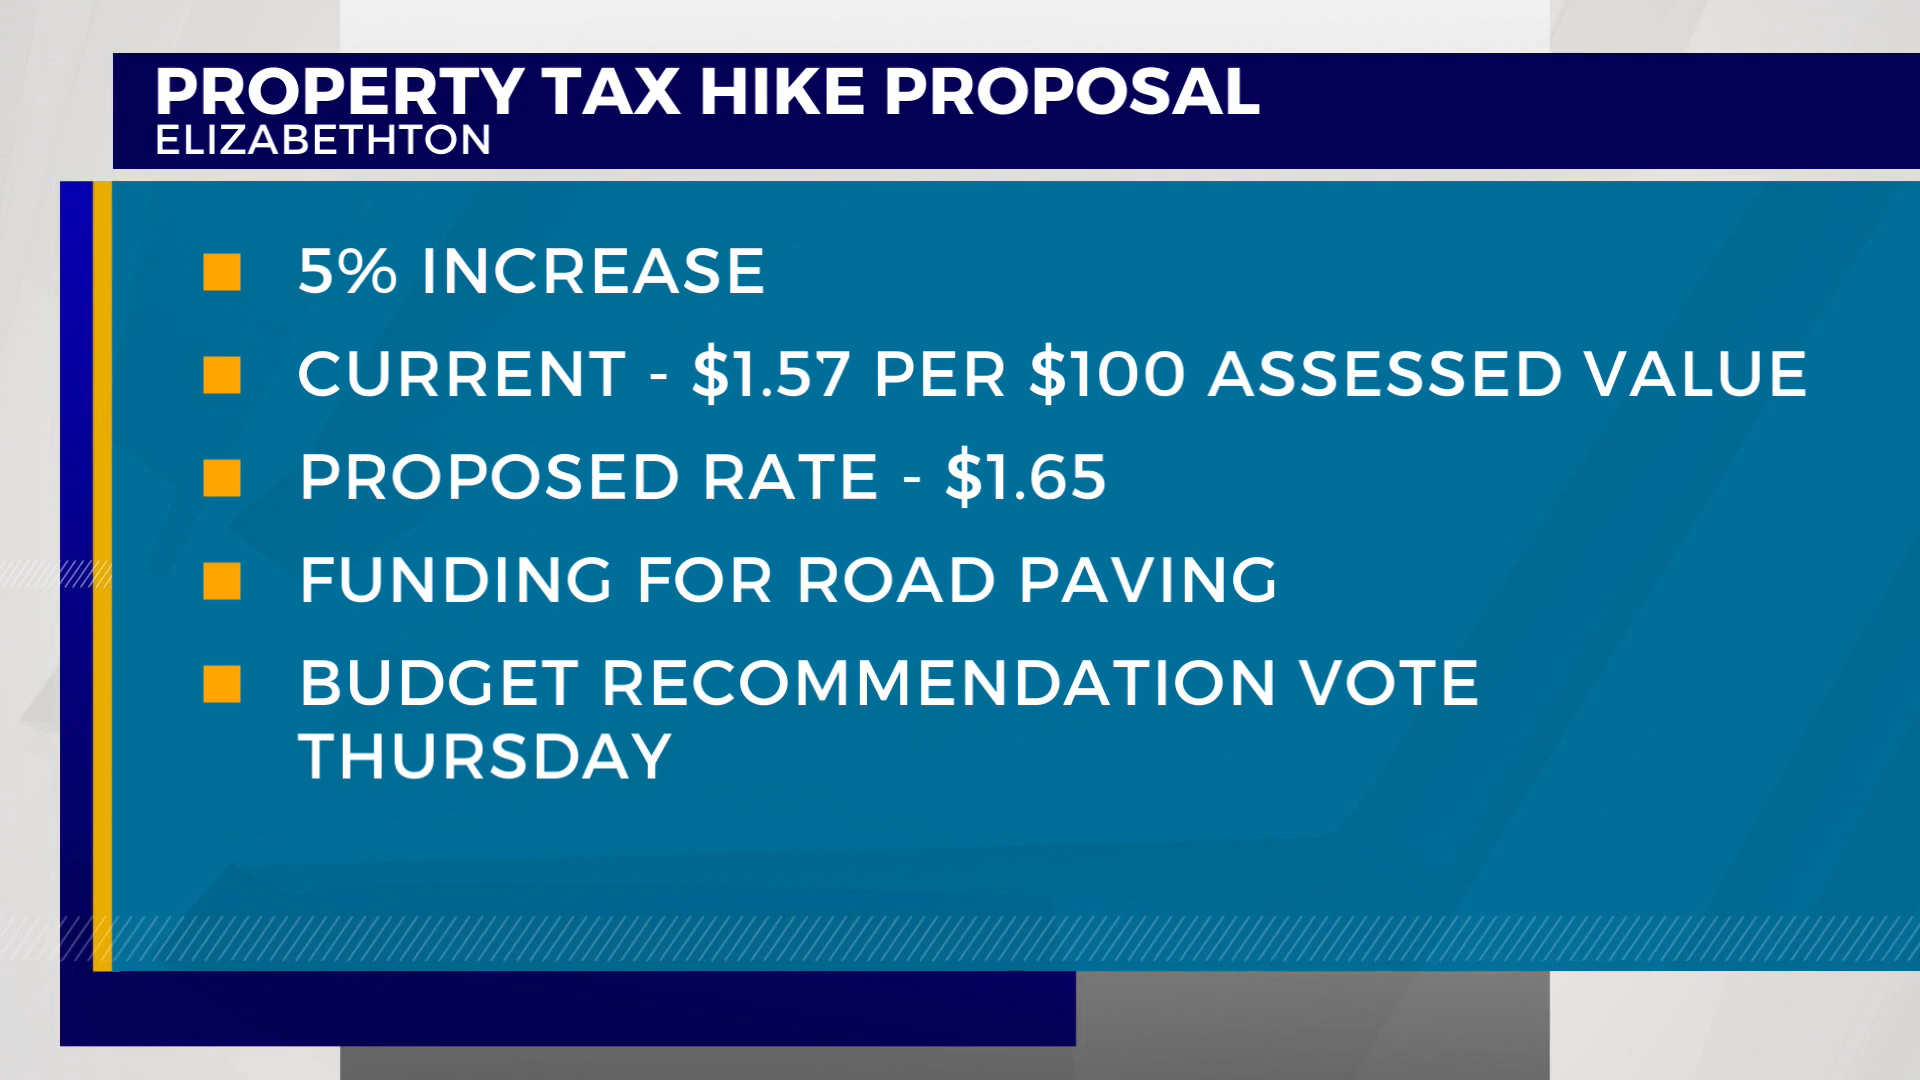 PROPERTY TAX HIKE PROPOSAL
ELIZABETHTON
5% INCREASE
CURRENT - $1.57 PER $100 ASSESSED VALUE
PROPOSED RATE - $1.65
FUNDING FOR ROAD PAVING
BUDGET RECOMMENDATION VOTE
THURSDAY